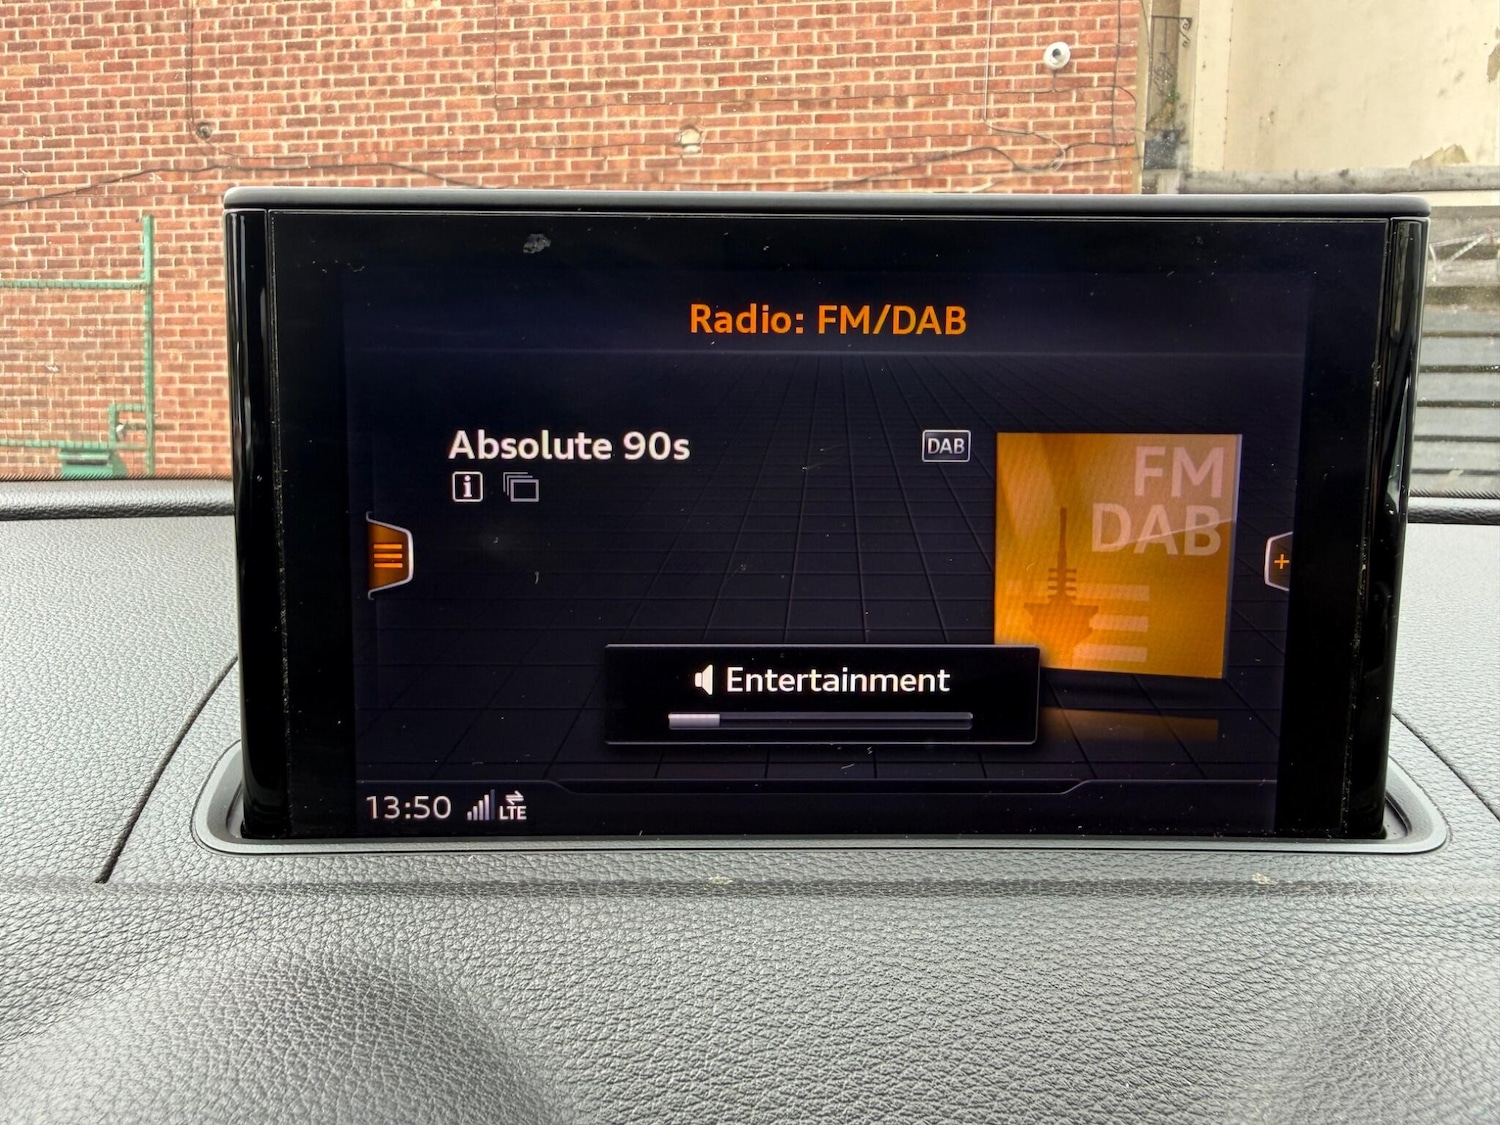 Radio: FM/DAB
Absolute 90s
DAB
i
FM
DAB
+
Entertainment
13:50 LTE